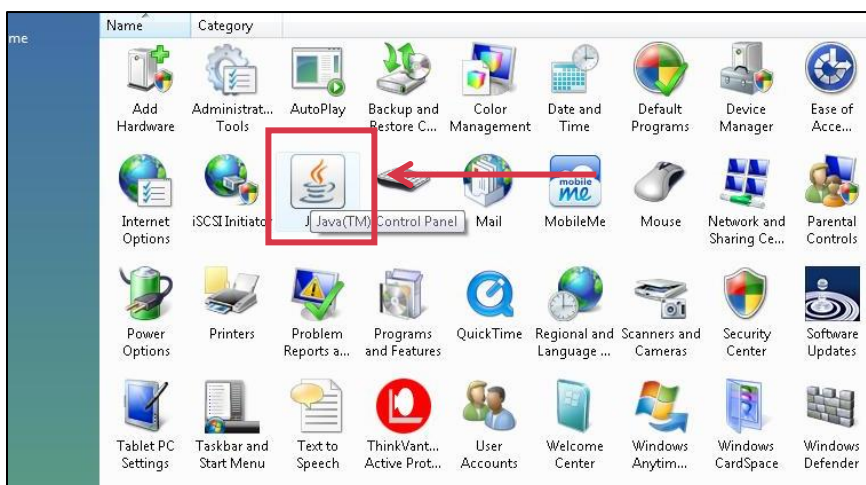 me
Name Category
Add Hardware
Administrat... Tools
AutoPlay
Backup and Restore C...
Color Management
Date and Time
Default Programs
Device Manager
Ease of Acce...
Internet Options
iSCSI Initiator
J
Java(TM) Control Panel
Mail
mobile me
MobileMe
Mouse
Network and Sharing Ce...
Parental Controls
Power Options
Printers
Problem Reports a...
Programs and Features
QuickTime
Regional and Language ...
Scanners and Cameras
Security Center
Software Updates
Tablet PC Settings
Taskbar and Start Menu
Text to Speech
ThinkVant... Active Prot...
User Accounts
Welcome Center
Windows Anytim...
Windows CardSpace
Windows Defender